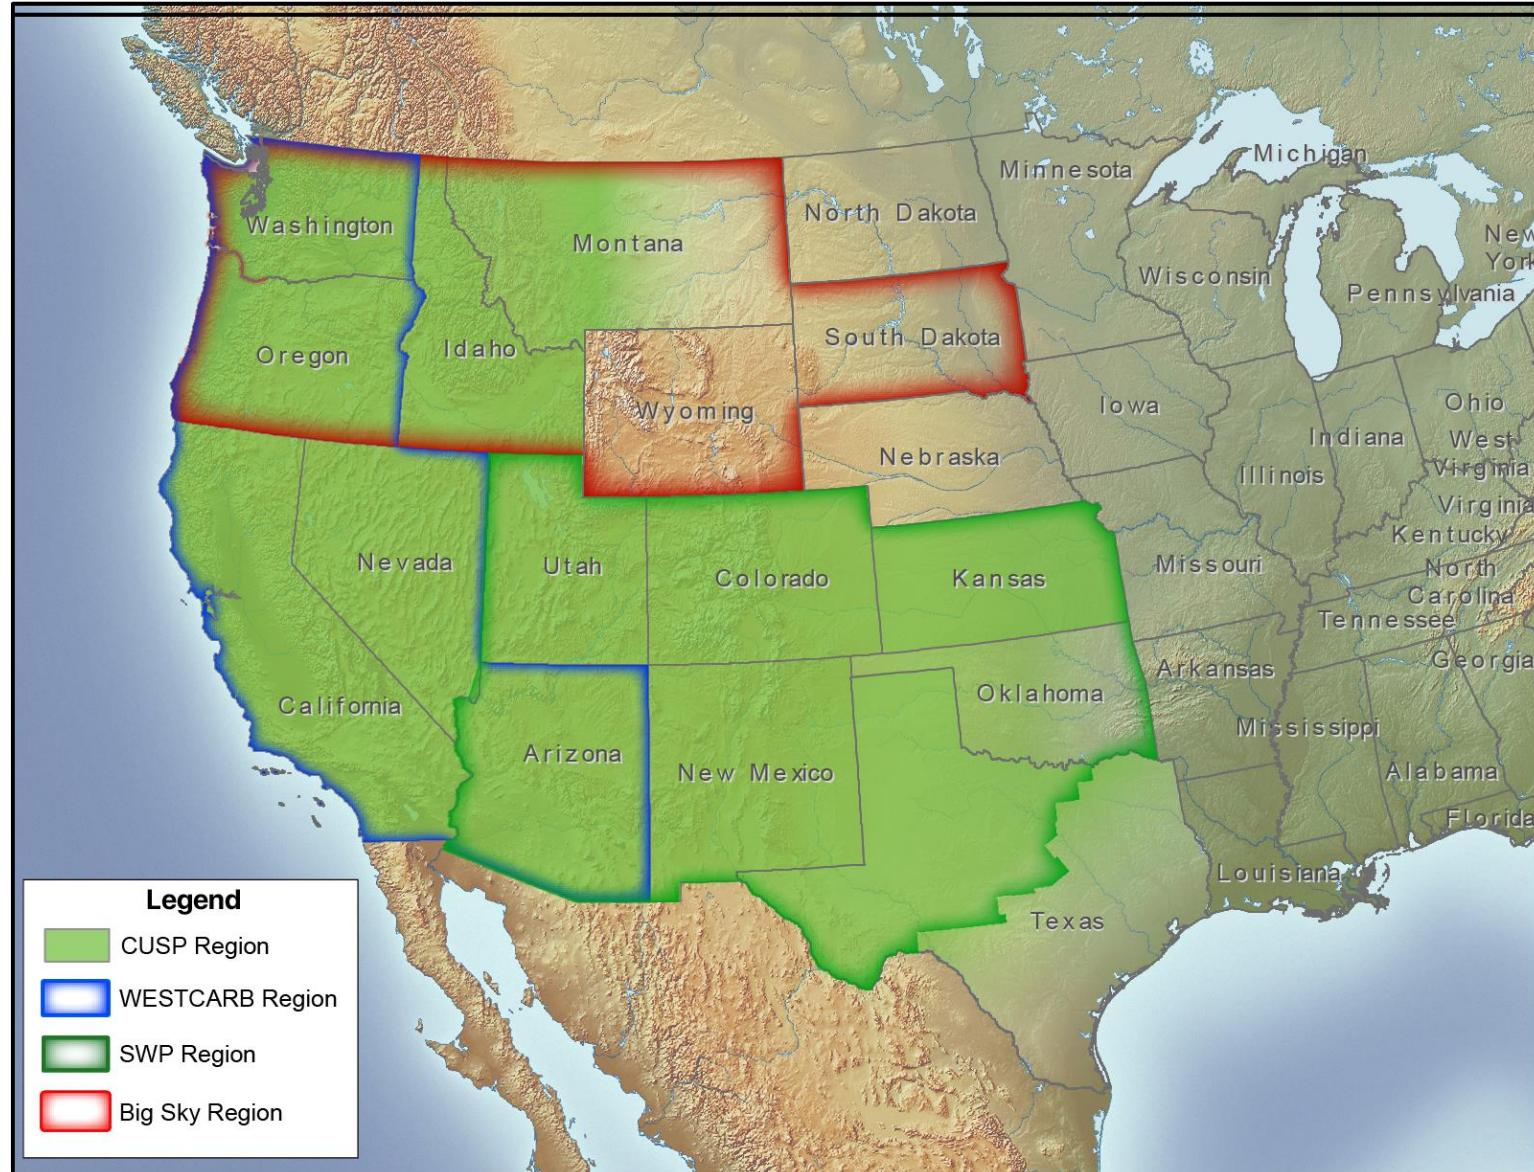 Michigan
Minnesota
North Dakota
Washington
Montana
New
York
Wisconsin
Pennsylvania
South Dakota
Oregon
Idaho
Wyoming
Iowa
Ohio
Indiana
West
Virginia
Nebraska
Illinois
Virginia
Kentucky
Nevada
Utah
Colorado
Kansas
Missouri
North
Carolina
Tennessee
Arkansas
Georgia
California
Oklahoma
Mississippi
Arizona
New Mexico
Alabama
Florida
Louisiana
Texas
Legend
CUSP Region
WESTCARB Region
SWP Region
Big Sky Region